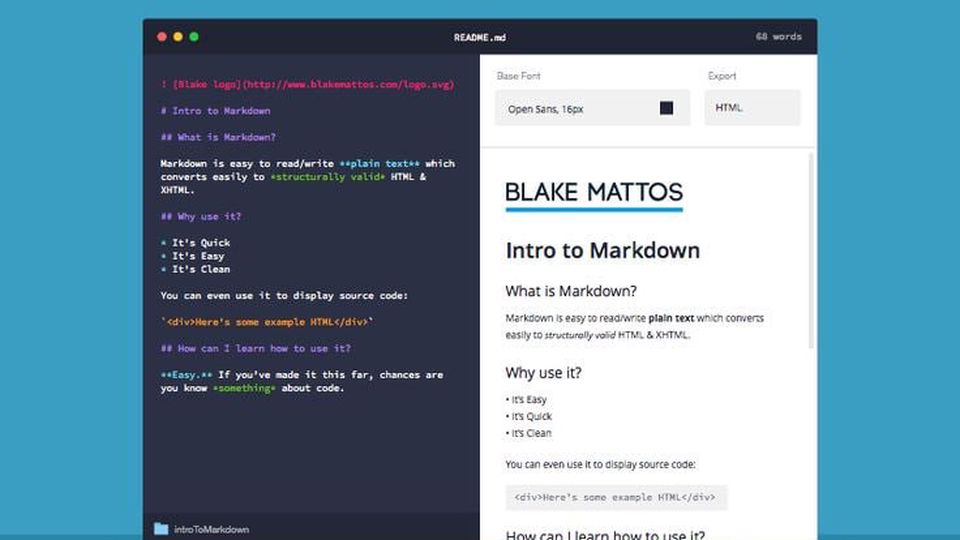 README.md
68 words
! [Blake logo](http://www.blakemattos.com/logo.svg)
# Intro to Markdown
## What is Markdown?
Markdown is easy to read/write **plain text** which
converts easily to *structurally valid* HTML &
XHTML.
## Why use it?
* It's Quick
* It's Easy
* It's Clean
You can even use it to display source code:
`<div>Here's some example HTML</div>`
## How can I learn how to use it?
**Easy.** If you've made it this far, chances are
you know *something* about code.
introToMarkdown
Base Font
Export
Open Sans, 16px
HTML
BLAKE MATTOS
Intro to Markdown
What is Markdown?
Markdown is easy to read/write plain text which converts
easily to structurally valid HTML & XHTML.
Why use it?
• It's Easy
• It's Quick
• It's Clean
You can even use it to display source code:
<div>Here's some example HTML</div>
How can I learn how to use it?